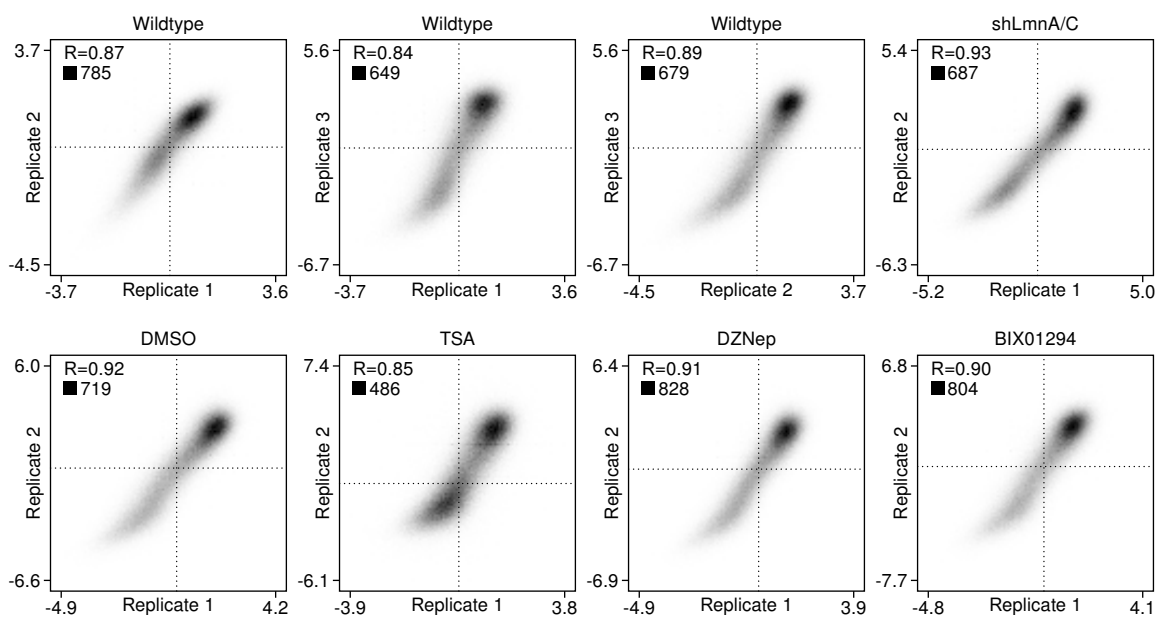 Wildtype
3.7
R=0.87
785
Replicate 2
-4.5
-3.7
Replicate 1
3.6
Wildtype
5.6
R=0.84
649
Replicate 3
-6.7
-3.7
Replicate 1
3.6
Wildtype
5.6
R=0.89
679
Replicate 3
-6.7
-4.5
Replicate 2
3.7
shLmnA/C
5.4
R=0.93
687
Replicate 2
-6.3
-5.2
Replicate 1
5.0
DMSO
6.0
R=0.92
719
Replicate 2
-6.6
-4.9
Replicate 1
4.2
TSA
7.4
R=0.85
486
Replicate 2
-6.1
-3.9
Replicate 1
3.8
DZNep
6.4
R=0.91
828
Replicate 2
-6.9
-4.9
Replicate 1
3.9
BIX01294
6.8
R=0.90
804
Replicate 2
-7.7
-4.8
Replicate 1
4.1